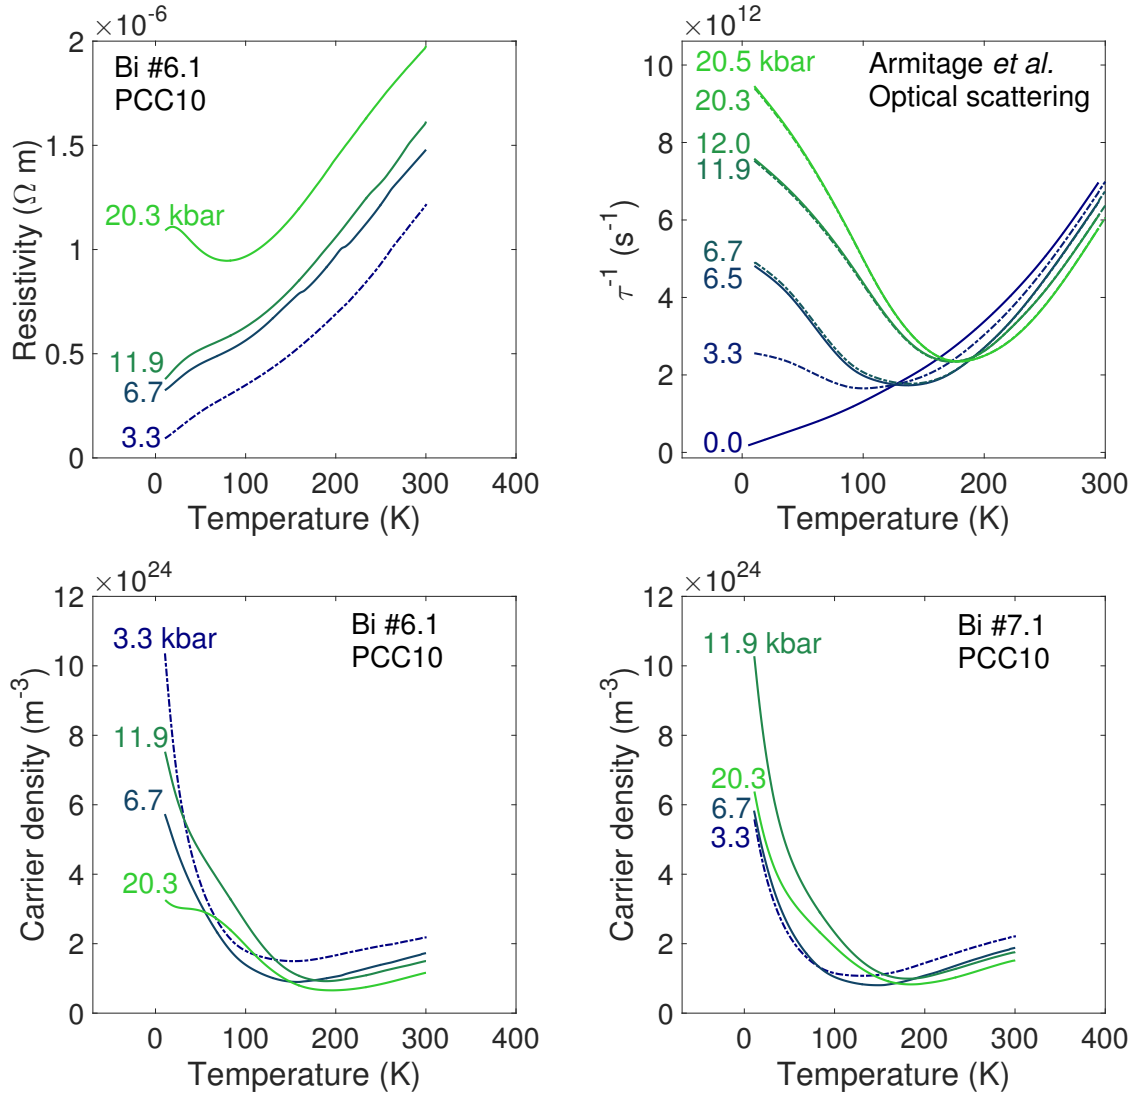 ×10-6
2
1.5
1
0.5
0
Resistivity (Ω m)
Bi #6.1
PCC10
20.3 kbar
11.9
6.7
3.3
0 100 200 300 400
Temperature (K)
×1012
10
8
6
4
2
0
τ-1 (s-1)
20.5 kbar
20.3
12.0
11.9
6.7
6.5
3.3
0.0
Armitage et al.
Optical scattering
0 100 200 300
Temperature (K)
×1024
12
10
8
6
4
2
0
Carrier density (m-3)
3.3 kbar
11.9
6.7
20.3
Bi #6.1
PCC10
0 100 200 300 400
Temperature (K)
×1024
12
10
8
6
4
2
0
Carrier density (m-3)
11.9 kbar
20.3
6.7
3.3
Bi #7.1
PCC10
0 100 200 300 400
Temperature (K)